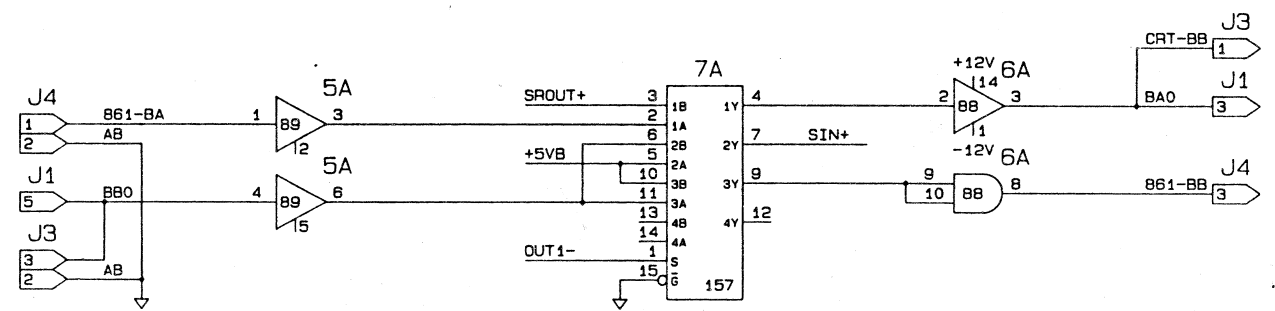 J4
1 861-BA
2 AB
J1
5 BB0
J3
3
2 AB
5A
1 89 3
12
5A
4 89 6
15
7A
SROUT+ 3 1B 1Y 4
2 1A
6 2B 2Y 7 SIN+
+5VB 5 2A
10 3B 3Y 9
11 3A
13 4B 4Y 12
14 4A
OUT1- 1 S
15 G 157
+12V 6A
14
2 88 3
1
-12V
6A
9
10 88 8
CRT-BB J3
1
BA0 J1
3
861-BB J4
3